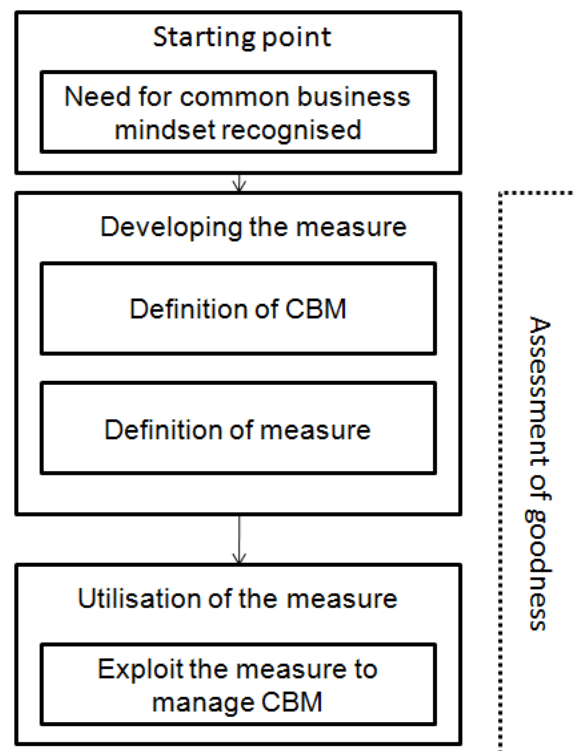 Starting point
Need for common business
mindset recognised
Developing the measure
Definition of CBM
Definition of measure
Utilisation of the measure
Exploit the measure to
manage CBM
Assessment of goodness